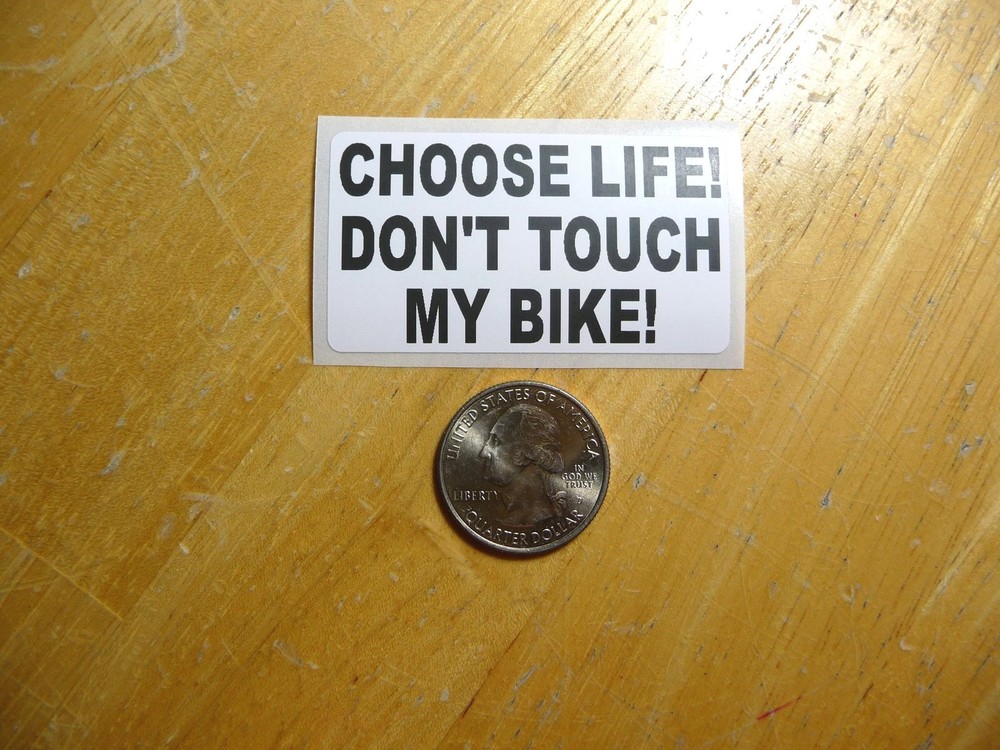 CHOOSE LIFE!
DON'T TOUCH
MY BIKE!
UNITED STATES OF AMERICA
IN
GOD WE
TRUST
LIBERTY
QUARTER DOLLAR